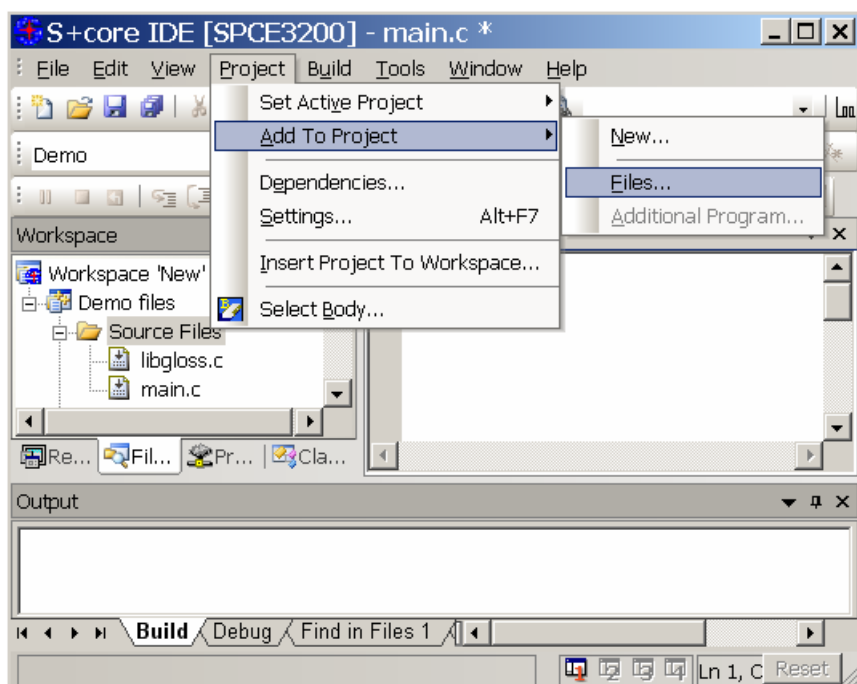 S+core IDE [SPCE3200] - main.c *
File Edit View Project Build Tools Window Help
Set Active Project
Demo
Add To Project
New...
Dependencies...
Files...
Settings... Alt+F7
Additional Program...
Workspace
Insert Project To Workspace...
Workspace 'New'
Demo files
Select Body...
Source Files
libgloss.c
main.c
Re... Fil... Pr... Cla...
Output
Build Debug Find in Files 1
Ln 1, C Reset